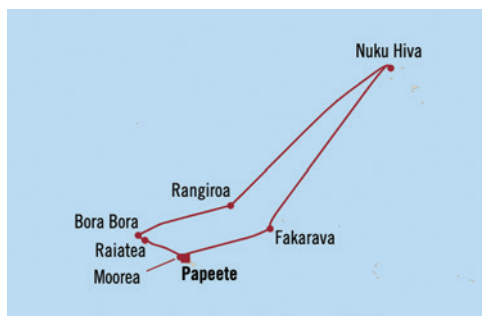 Nuku Hiva
Rangiroa
Bora Bora
Fakarava
Raiatea
Moorea
Papeete